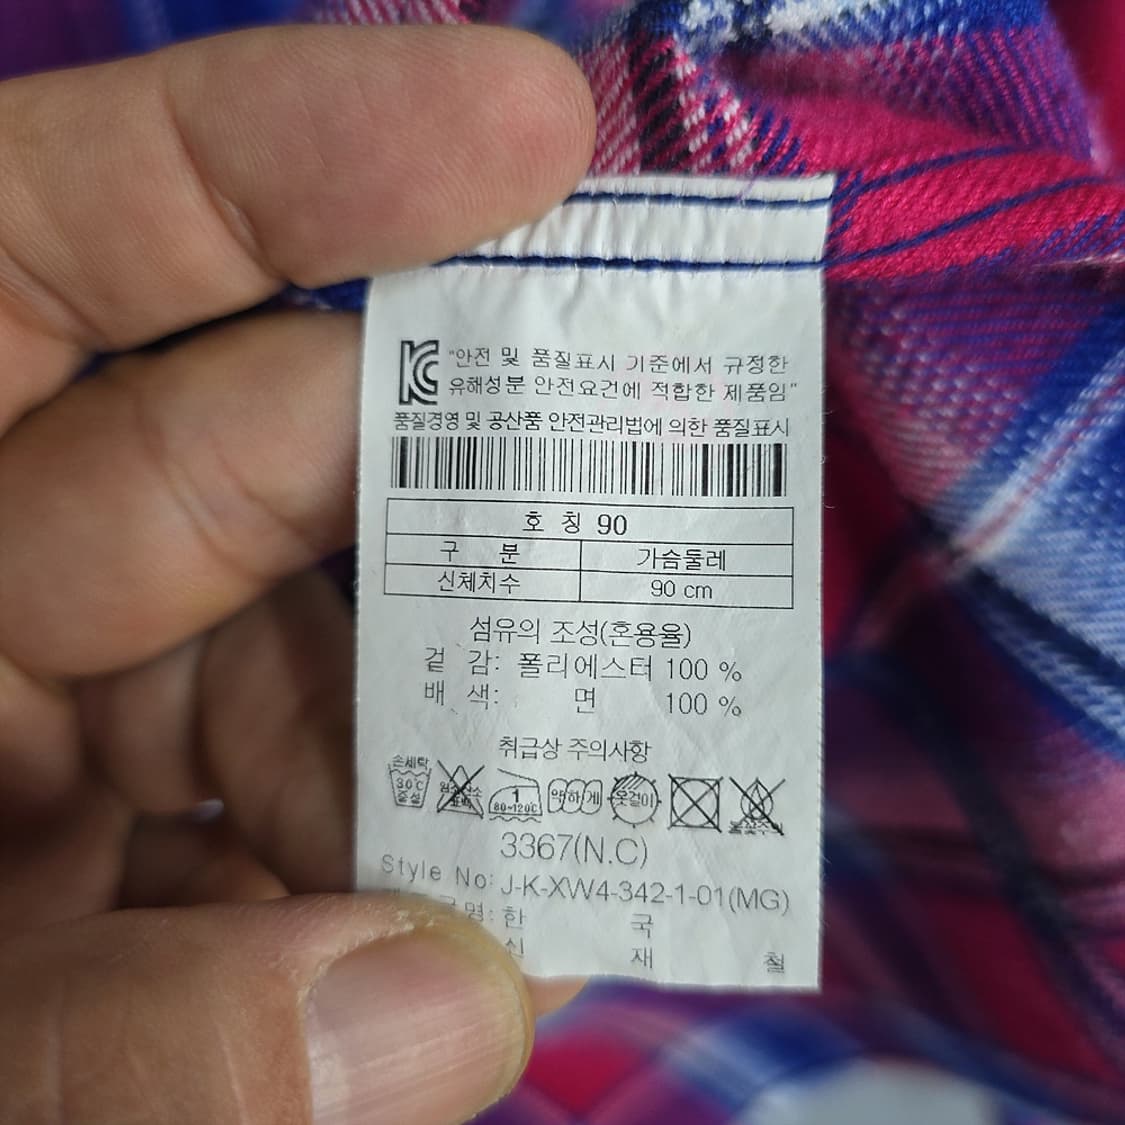 KC "안전 및 품질표시 기준에서 규정한
유해성분 안전요건에 적합한 제품임"
품질경영 및 공산품 안전관리법에 의한 품질표시
호 칭 90
구 분 가슴둘레
신체치수 90 cm
섬유의 조성(혼용율)
겉 감: 폴리에스터 100 %
배 색: 면 100 %
취급상 주의사항
손세탁
30℃
중성
1
80~120℃
약하게
옷걸이
3367(N.C)
Style No: J-K-XW4-342-1-01(MG)
한 국
신 재 철